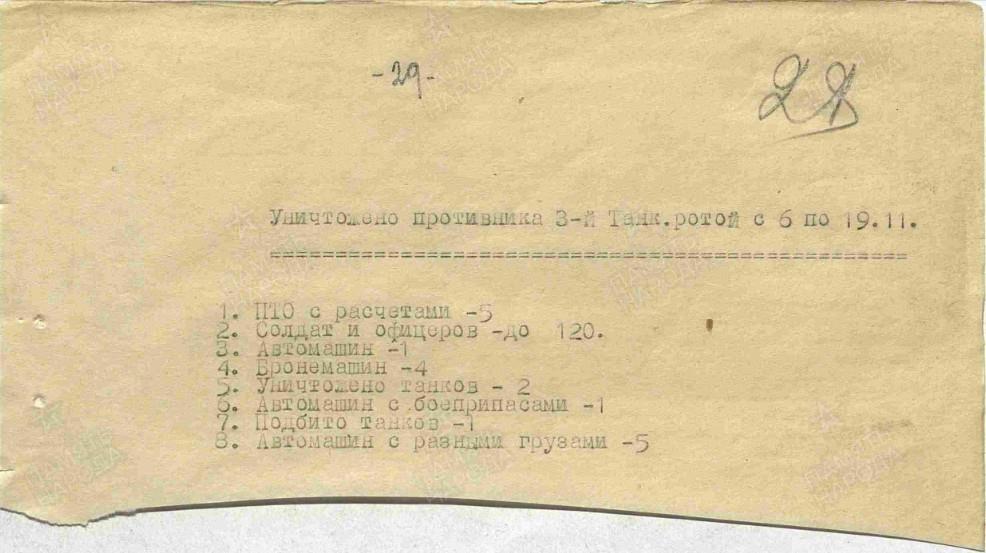 -29-
28
Уничтожено противника 3-й Танк.ротой с 6 по 19.11.
=================================================
1. ПТО с расчетами -5
2. Солдат и офицеров -до 120.
3. Автомашин -1
4. Бронемашин -4
5. Уничтожено танков - 2
6. Автомашин с боеприпасами -1
7. Подбито танков -1
8. Автомашин с разными грузами -5
ПАМЯТЬ
НАРОДА